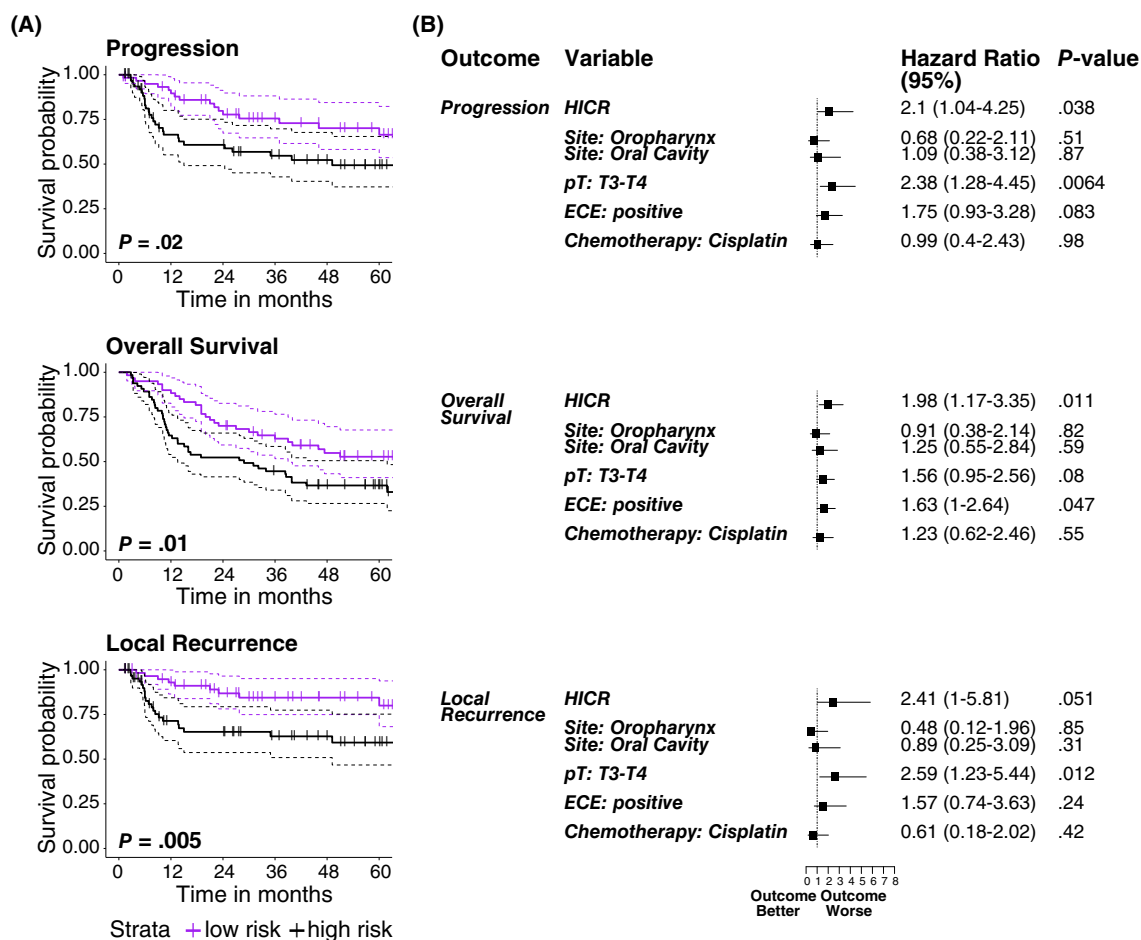 (A)
Progression
Survival probability
1.00
0.75
0.50
0.25
0.00
P = .02
0 12 24 36 48 60
Time in months
Overall Survival
Survival probability
1.00
0.75
0.50
0.25
0.00
P = .01
0 12 24 36 48 60
Time in months
Local Recurrence
Survival probability
1.00
0.75
0.50
0.25
0.00
P = .005
0 12 24 36 48 60
Time in months
Strata low risk high risk
(B)
Outcome Variable Hazard Ratio P-value
(95%)
Progression HICR 2.1 (1.04-4.25) .038
Site: Oropharynx 0.68 (0.22-2.11) .51
Site: Oral Cavity 1.09 (0.38-3.12) .87
pT: T3-T4 2.38 (1.28-4.45) .0064
ECE: positive 1.75 (0.93-3.28) .083
Chemotherapy: Cisplatin 0.99 (0.4-2.43) .98
Overall HICR 1.98 (1.17-3.35) .011
Survival
Site: Oropharynx 0.91 (0.38-2.14) .82
Site: Oral Cavity 1.25 (0.55-2.84) .59
pT: T3-T4 1.56 (0.95-2.56) .08
ECE: positive 1.63 (1-2.64) .047
Chemotherapy: Cisplatin 1.23 (0.62-2.46) .55
Local HICR 2.41 (1-5.81) .051
Recurrence
Site: Oropharynx 0.48 (0.12-1.96) .85
Site: Oral Cavity 0.89 (0.25-3.09) .31
pT: T3-T4 2.59 (1.23-5.44) .012
ECE: positive 1.57 (0.74-3.63) .24
Chemotherapy: Cisplatin 0.61 (0.18-2.02) .42
0 1 2 3 4 5 6 7 8
Outcome Outcome
Better Worse